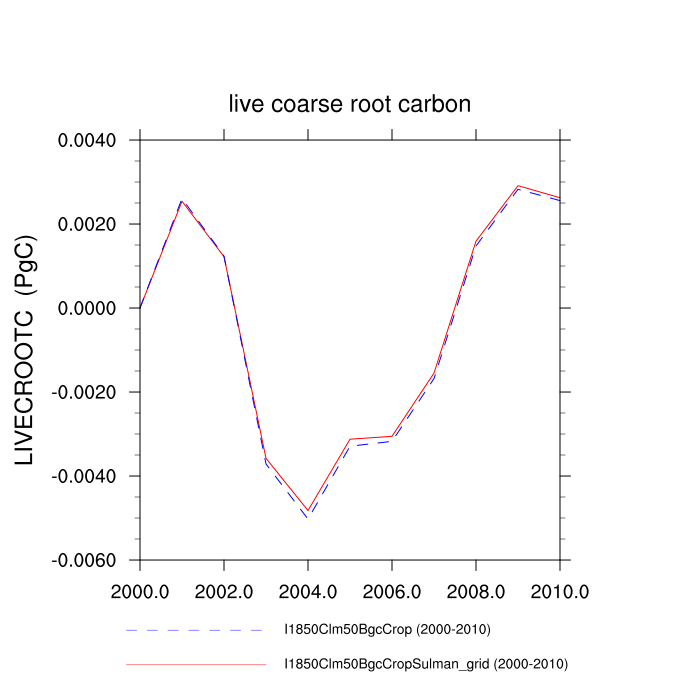 live coarse root carbon
0.0040
0.0020
0.0000
-0.0020
-0.0040
-0.0060
LIVECROOTC (PgC)
2000.0 2002.0 2004.0 2006.0 2008.0 2010.0
I1850Clm50BgcCrop (2000-2010)
I1850Clm50BgcCropSulman_grid (2000-2010)